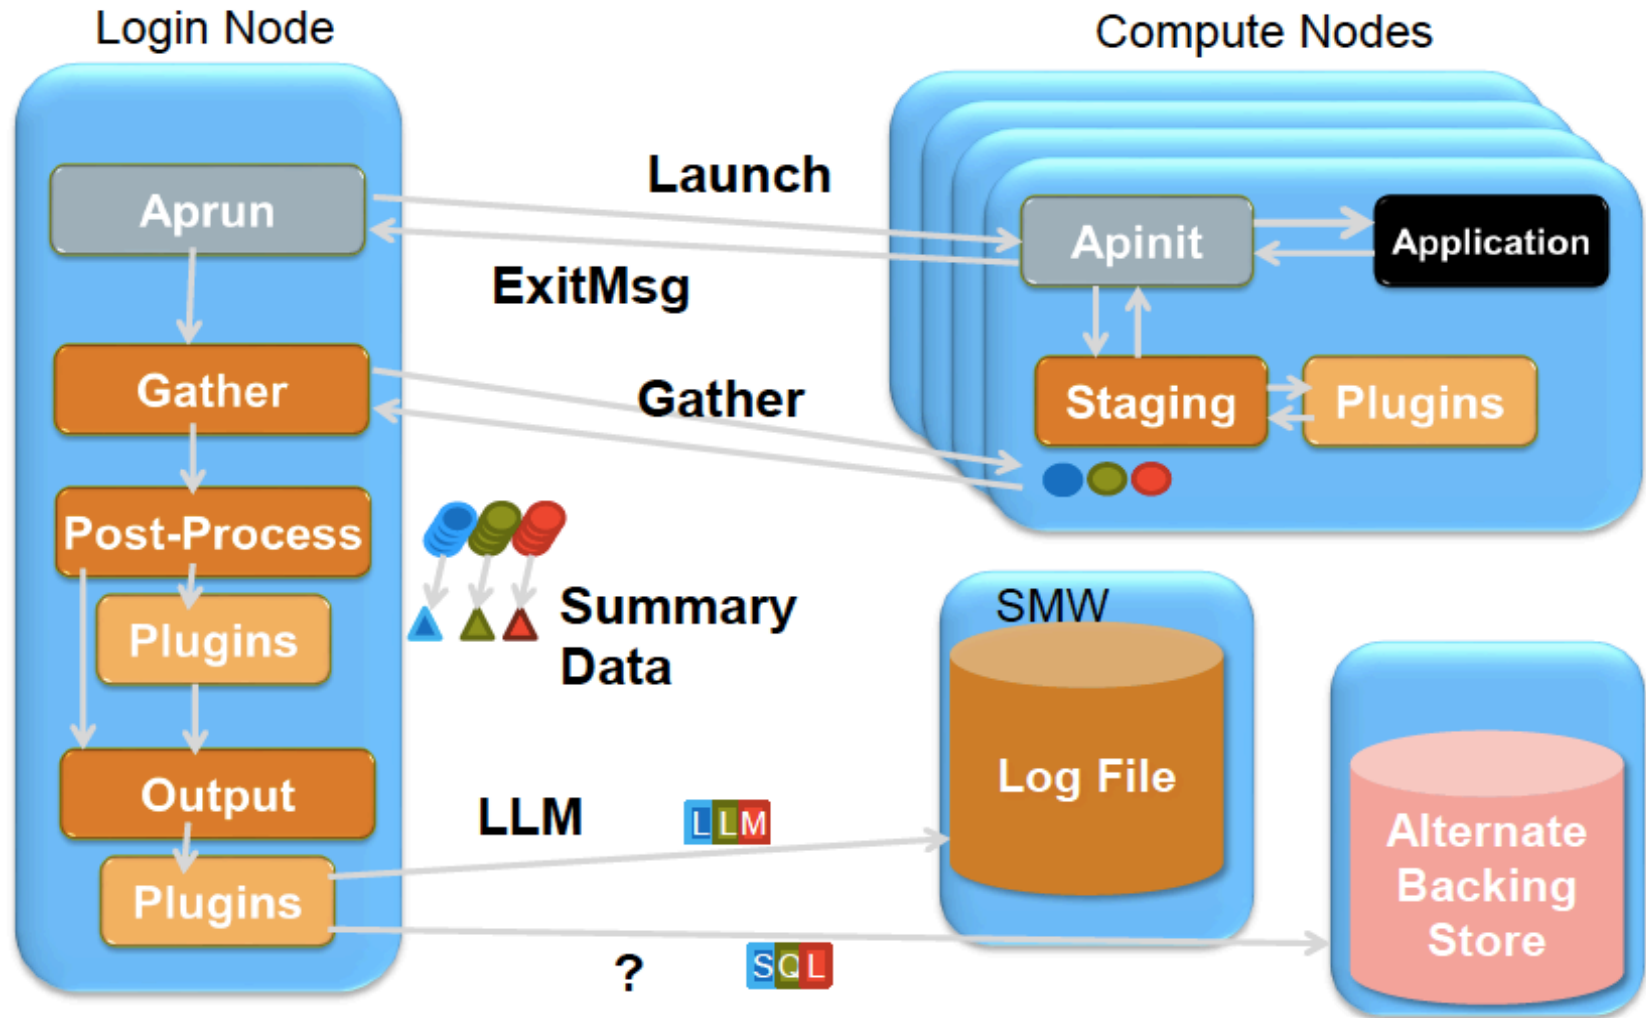 Login Node
Compute Nodes
Aprun
Launch
Apinit
Application
ExitMsg
Gather
Gather
Staging
Plugins
Post-Process
Plugins
Summary
Data
SMW
Log File
Output
LLM
LLM
Alternate
Backing
Store
Plugins
?
SQL